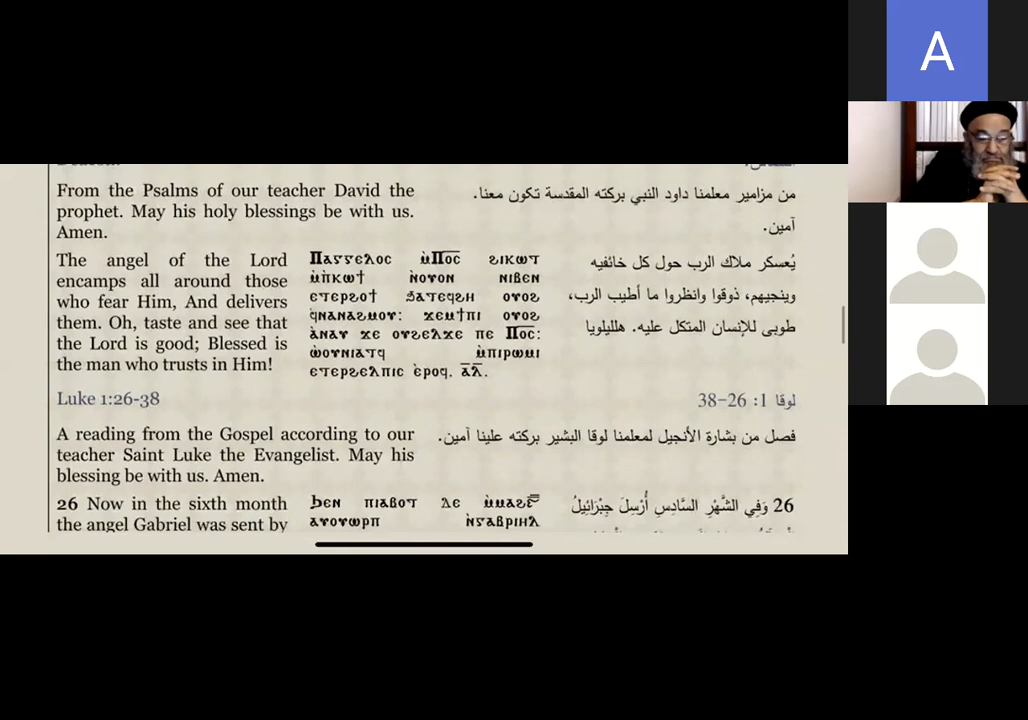 A
From the Psalms of our teacher David the
prophet. May his holy blessings be with us.
Amen.
من مزامير معلمنا داود النبي بركته المقدسة تكون معنا.
آمين.
The angel of the Lord
encamps all around those
who fear Him, And delivers
them. Oh, taste and see that
the Lord is good; Blessed is
the man who trusts in Him!
Ⲡⲁⲅⲅⲉⲗⲟⲥ ⲙ̀Ⲡⲟ̅ⲥ̅ ϩⲓⲕⲱⲧ
ⲙ̀ⲡⲕⲱϯ ⲛ̀ⲟⲩⲟⲛ ⲛⲓⲃⲉⲛ
ⲉⲧⲉⲣϩⲟϯ ϧⲁⲧⲉϥϩⲏ ⲟⲩⲟϩ
ϥ̀ⲛⲁⲛⲁϩⲙⲟⲩ: ϫⲉⲙϯⲡⲓ ⲟⲩⲟϩ
ⲁ̀ⲛⲁⲩ ϫⲉ ⲟⲩϩⲉⲗϫⲉ ⲡⲉ Ⲡⲟ̅ⲥ̅:
ⲱ̀ⲟⲩⲛⲓⲁⲧϥ ⲙ̀ⲡⲓⲣⲱⲙⲓ
ⲉⲧⲉⲣϩⲉⲗⲡⲓⲥ ⲉ̀ⲣⲟϥ. ⲁ̅ⲗ̅.
يُعسكر ملاك الرب حول كل خائفيه
وينجيهم، ذوقوا وانظروا ما أطيب الرب،
طوبى للإنسان المتكل عليه. هلليلويا
Luke 1:26-38
لوقا 1: 26–38
A reading from the Gospel according to our
teacher Saint Luke the Evangelist. May his
blessing be with us. Amen.
فصل من بشارة الأنجيل لمعلمنا لوقا البشير بركته علينا آمين.
26 Now in the sixth month
the angel Gabriel was sent by
Ϧⲉⲛ ⲡⲓⲁⲃⲟⲧ ⲇⲉ
ⲁⲩⲟⲩⲱⲣⲡ ⲛ̀ⲅⲁⲃⲣⲓⲏⲗ
26 وَفِي الشَّهْرِ السَّادِسِ أُرْسِلَ جِبْرَائِيلُ